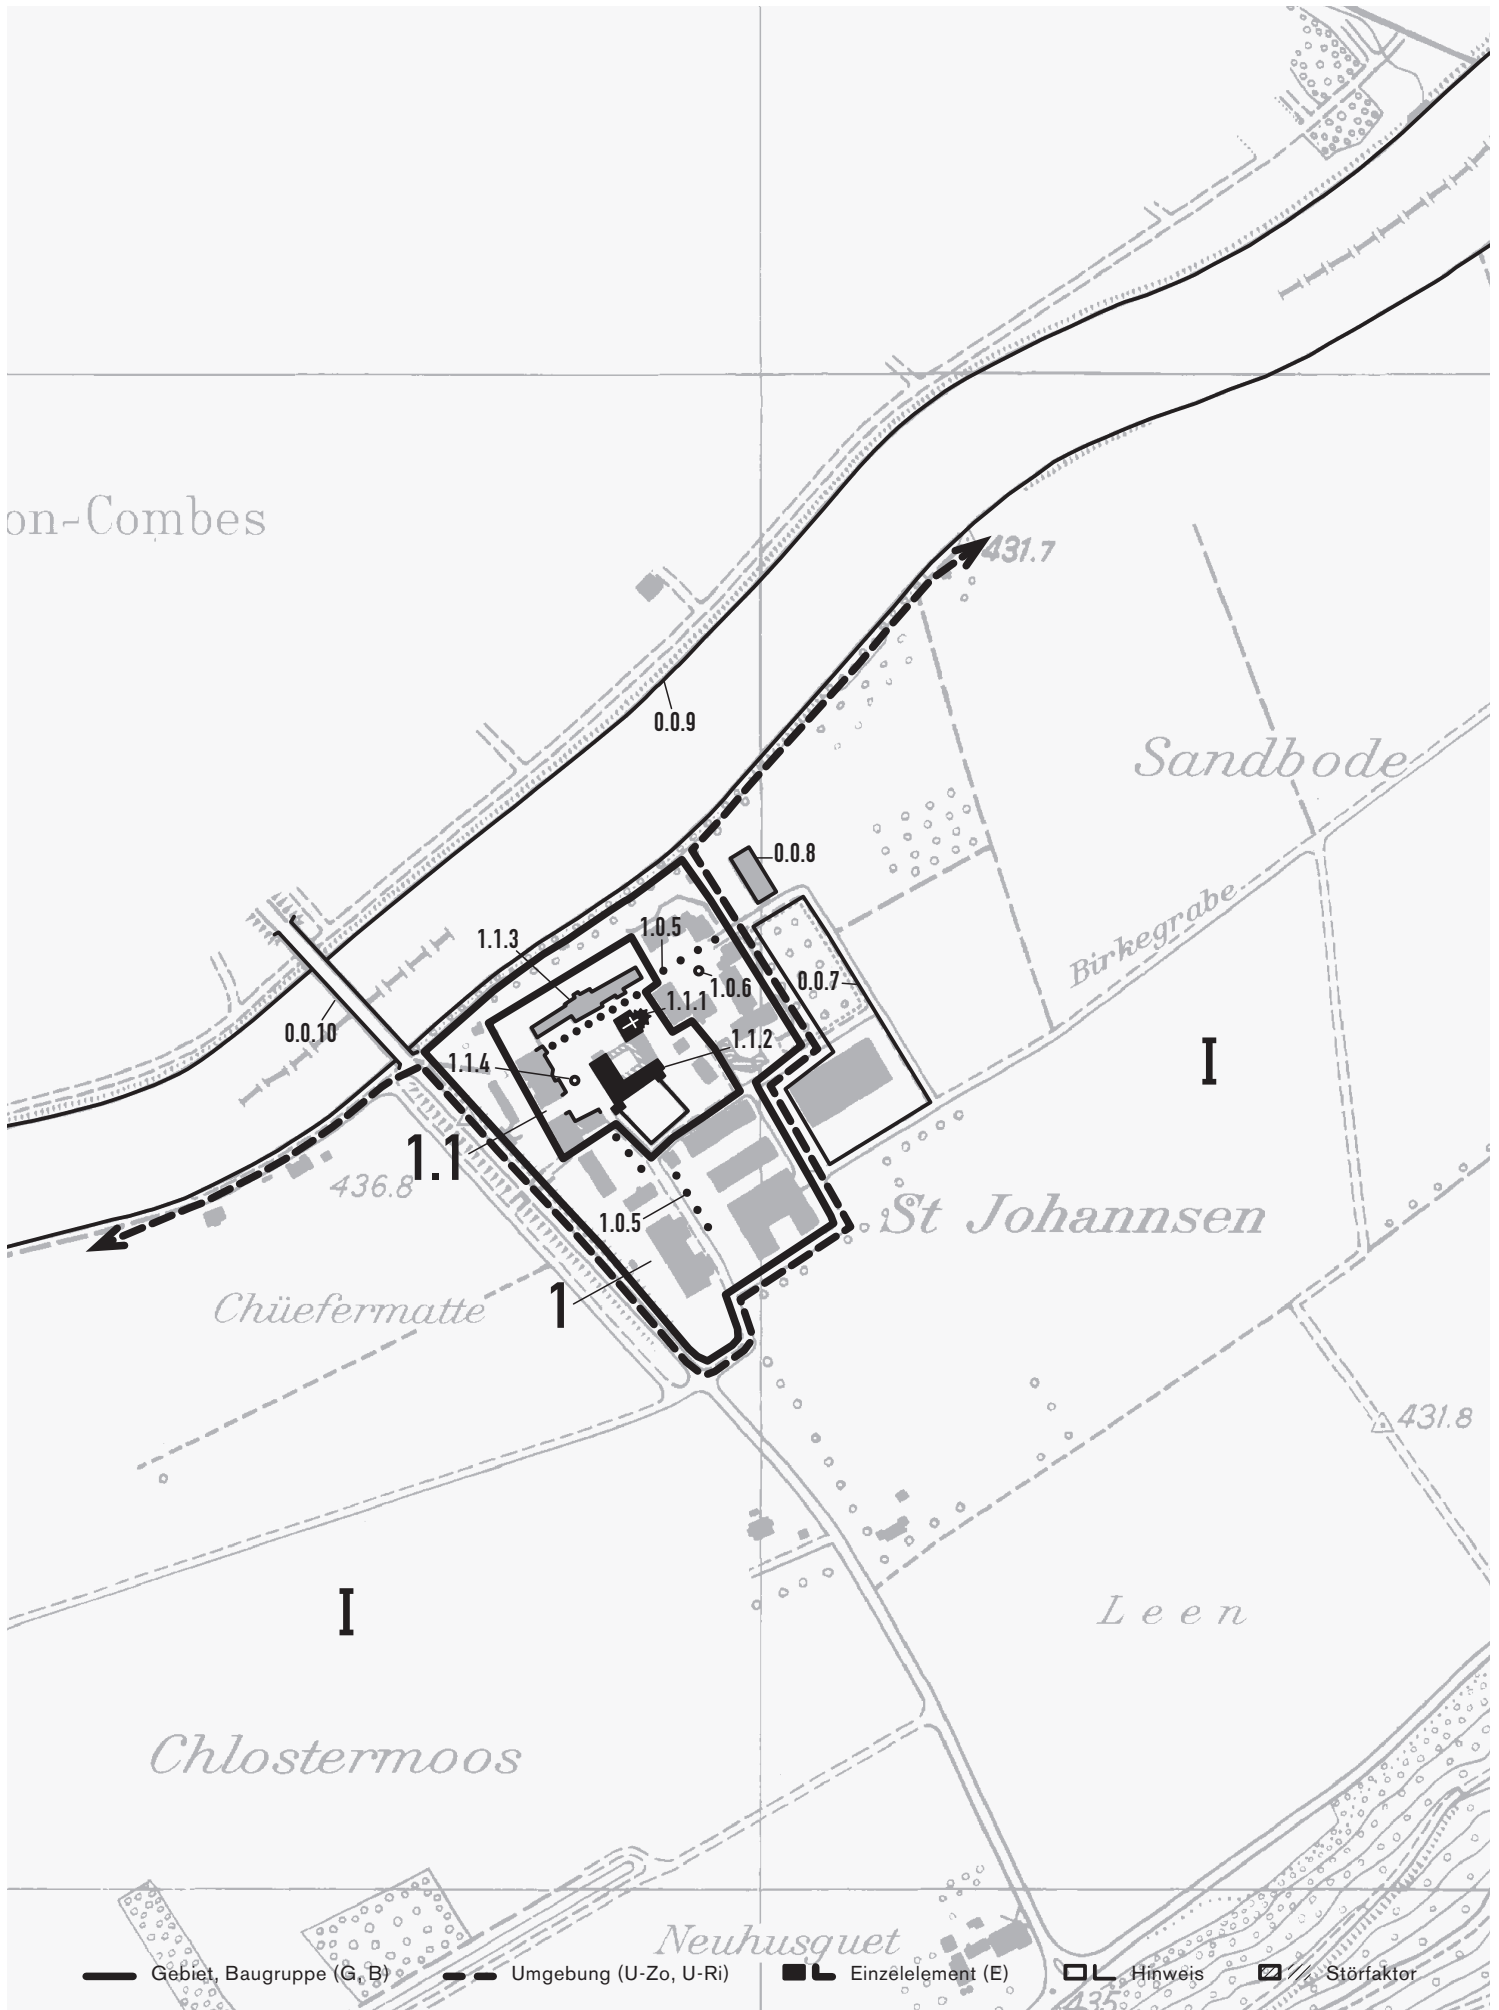 on-Combes
431.7
0.0.9
Sandbode
0.0.8
1.0.5
1.1.3
Birkegrabe
0.0.7
1.0.6
1.1.1
0.0.10
1.1.2
1.1.4
I
1.1
436.8
St Johannsen
1.0.5
Chüefermatte
1
431.8
I
Leen
Chlostermoos
Neuhusguet
Gebiet, Baugruppe (G, B) Umgebung (U-Zo, U-Ri) Einzelelement (E) Hinweis Störfaktor
435